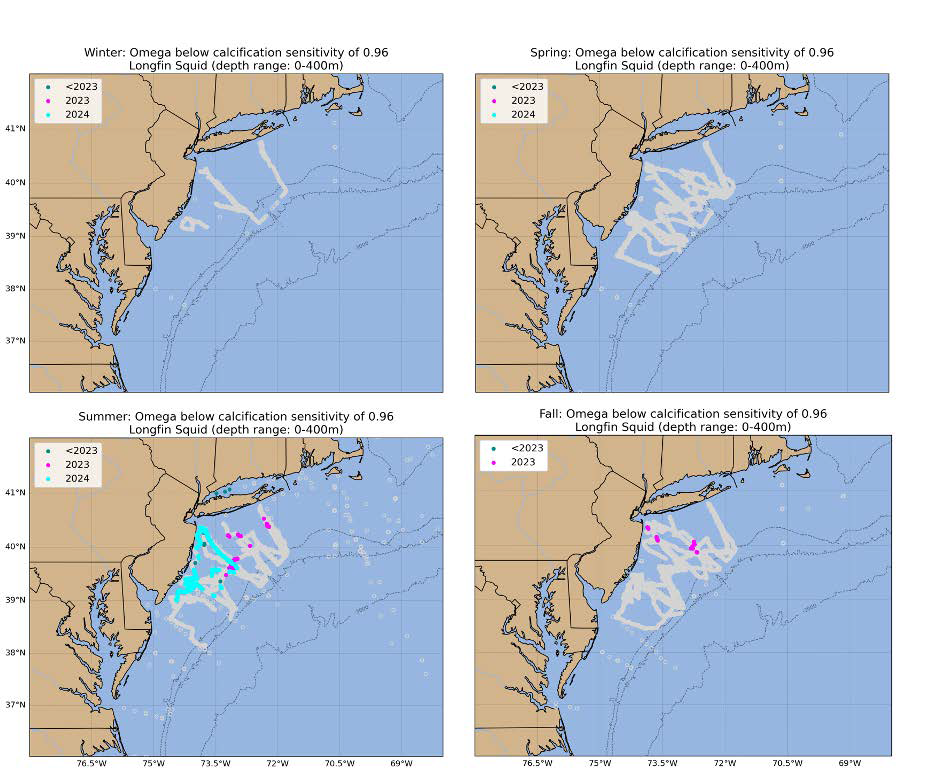 Winter: Omega below calcification sensitivity of 0.96
Longfin Squid (depth range: 0-400m)
<2023
2023
2024
41°N
40°N
39°N
38°N
37°N
Spring: Omega below calcification sensitivity of 0.96
Longfin Squid (depth range: 0-400m)
<2023
2023
2024
Summer: Omega below calcification sensitivity of 0.96
Longfin Squid (depth range: 0-400m)
<2023
2023
2024
41°N
40°N
39°N
38°N
37°N
76.5°W 75°W 73.5°W 72°W 70.5°W 69°W
Fall: Omega below calcification sensitivity of 0.96
Longfin Squid (depth range: 0-400m)
<2023
2023
76.5°W 75°W 73.5°W 72°W 70.5°W 69°W